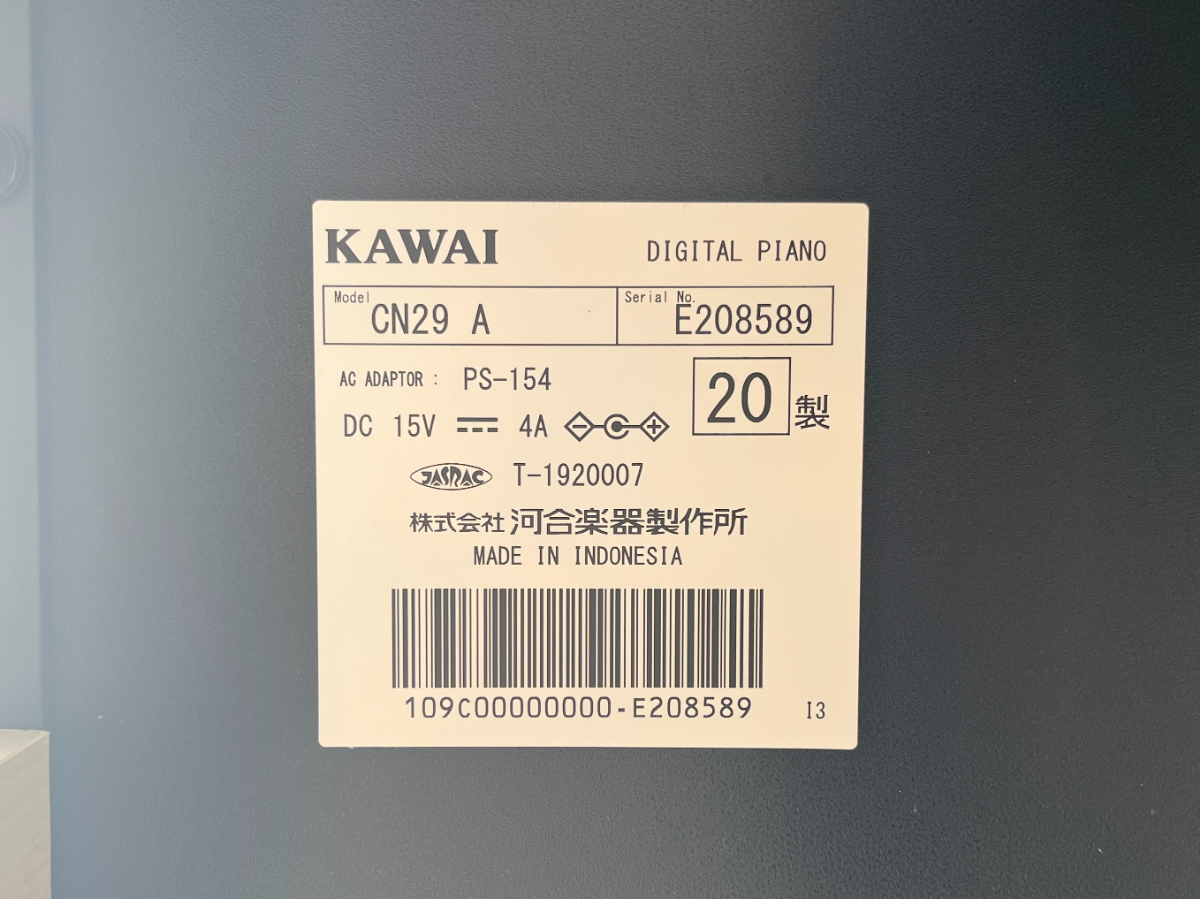 KAWAI DIGITAL PIANO
Model CN29 A Serial No. E208589
AC ADAPTOR : PS-154
20 製
DC 15V 4A
JASRAC T-1920007
株式会社 河合楽器製作所
MADE IN INDONESIA
109C00000000-E208589 I3